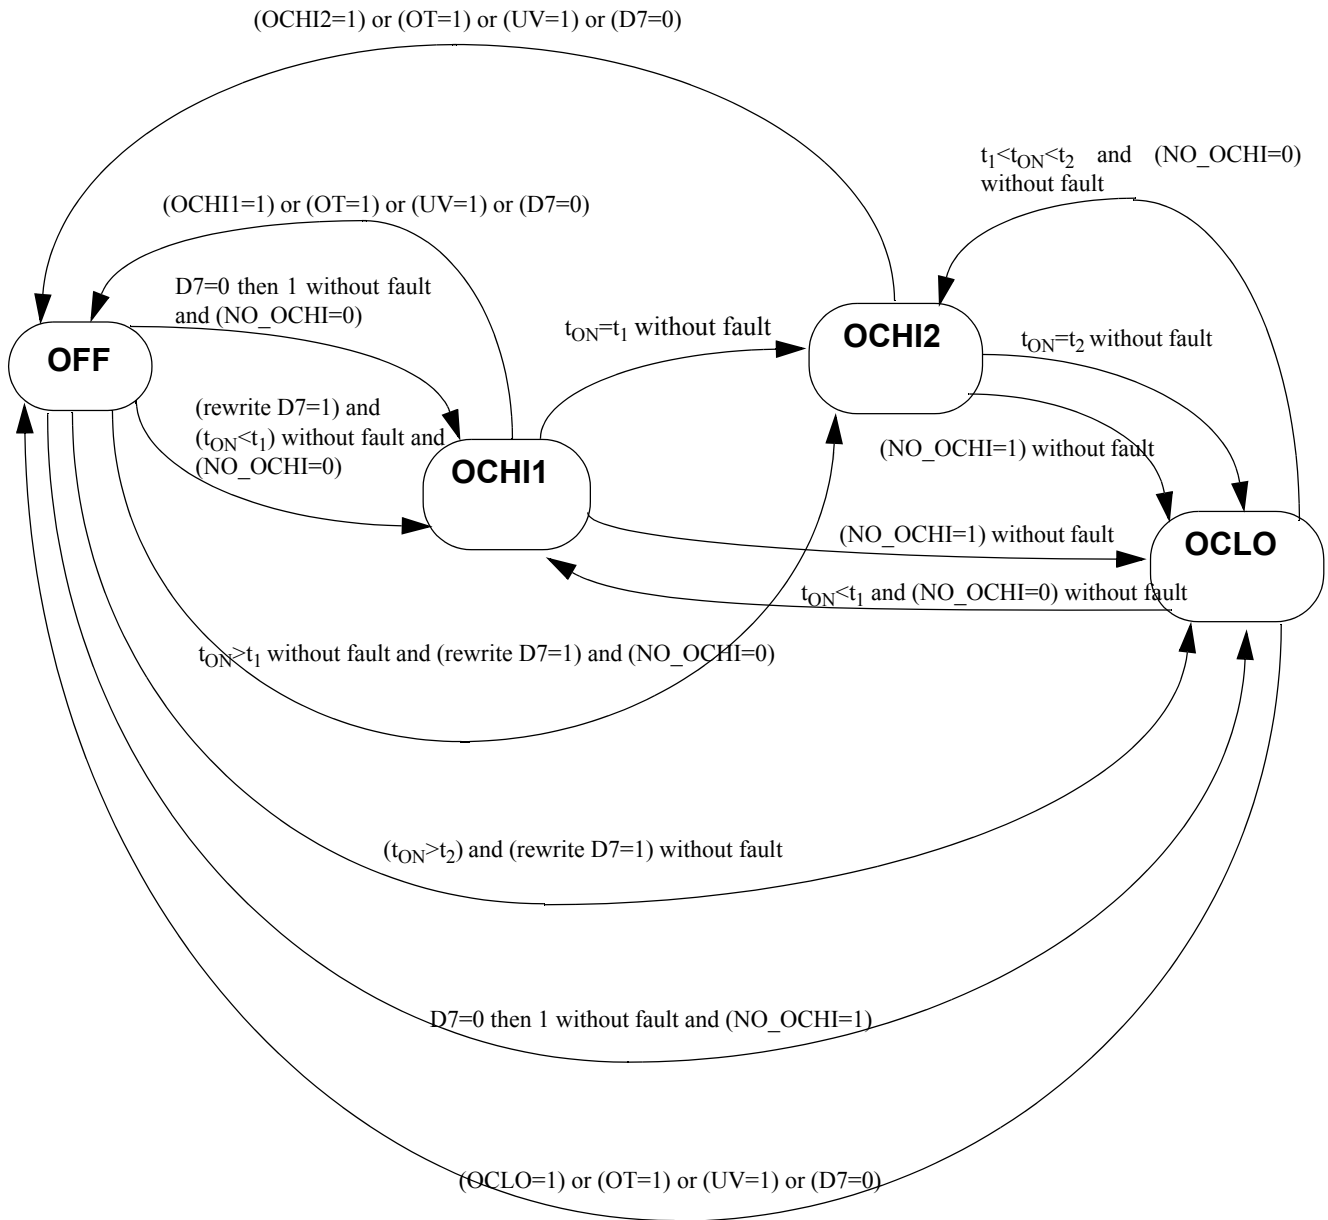 (OCHI2=1) or (OT=1) or (UV=1) or (D7=0)
t1<tON<t2 and (NO_OCHI=0)
without fault
(OCHI1=1) or (OT=1) or (UV=1) or (D7=0)
D7=0 then 1 without fault
and (NO_OCHI=0)
tON=t1 without fault
OCHI2
tON=t2 without fault
OFF
(rewrite D7=1) and
(tON<t1) without fault and
(NO_OCHI=0)
(NO_OCHI=1) without fault
OCHI1
(NO_OCHI=1) without fault
OCLO
tON<t1 and (NO_OCHI=0) without fault
tON>t1 without fault and (rewrite D7=1) and (NO_OCHI=0)
(tON>t2) and (rewrite D7=1) without fault
D7=0 then 1 without fault and (NO_OCHI=1)
(OCLO=1) or (OT=1) or (UV=1) or (D7=0)